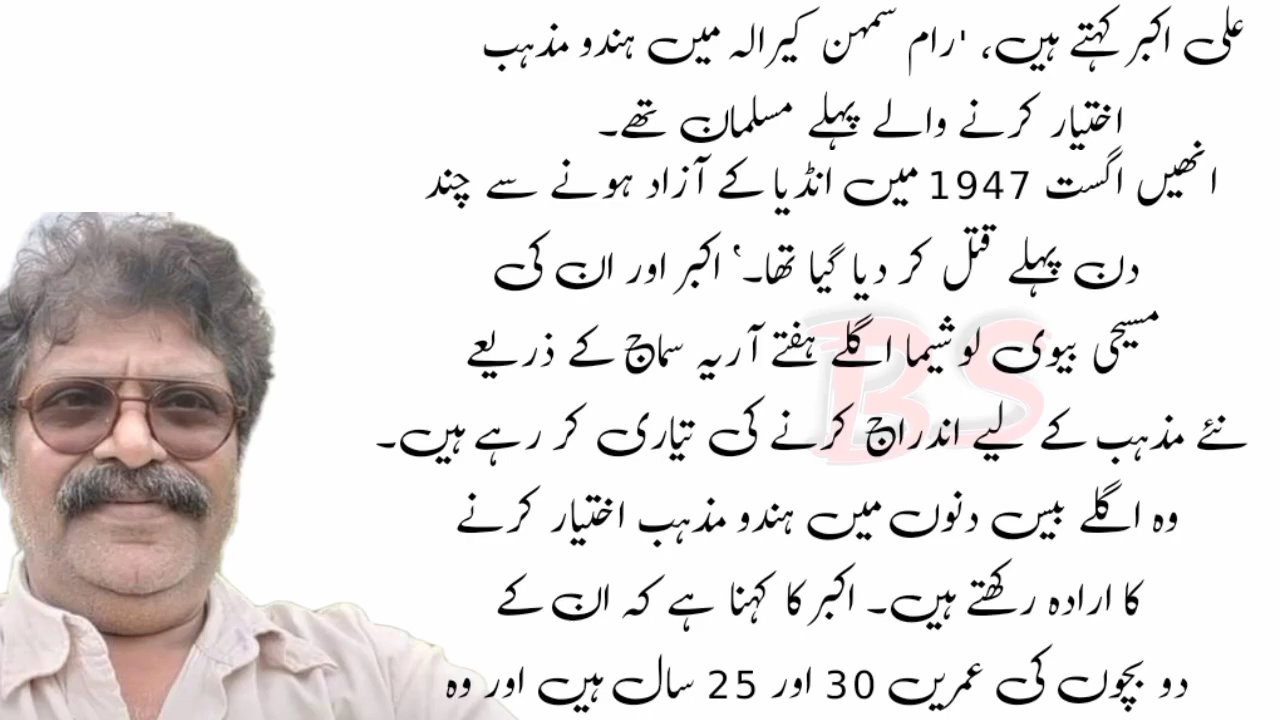 علی اکبر کہتے ہیں، 'رام سمہن کیرالہ میں ہندو مذہب
اختیار کرنے والے پہلے مسلمان تھے۔
انھیں اگست 1947 میں انڈیا کے آزاد ہونے سے چند
دن پہلے قتل کر دیا گیا تھا۔‘ اکبر اور ان کی
مسیحی بیوی لوشیما اگلے ہفتے آریہ سماج کے ذریعے
نئے مذہب کے لیے اندراج کرنے کی تیاری کر رہے ہیں۔
وہ اگلے بیس دنوں میں ہندو مذہب اختیار کرنے
کا ارادہ رکھتے ہیں۔ اکبر کا کہنا ہے کہ ان کے
دو بچوں کی عمریں 30 اور 25 سال ہیں اور وہ
BS